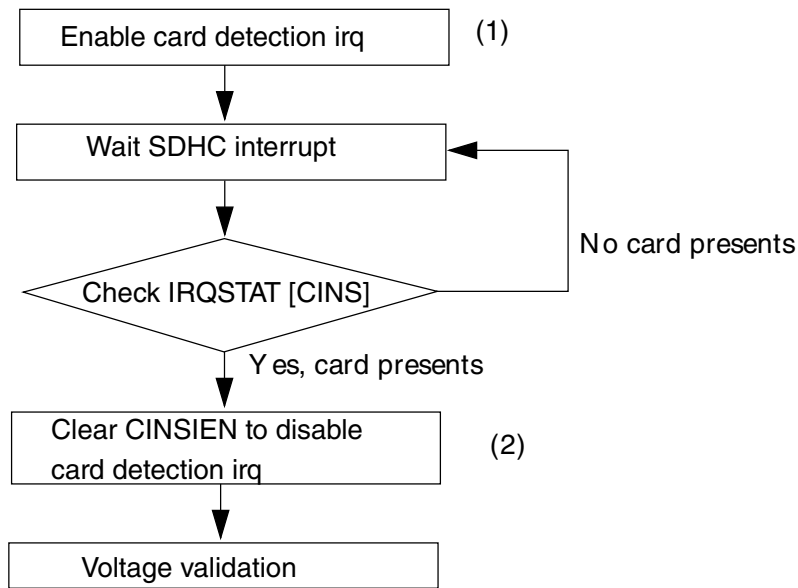 Enable card detection irq
(1)
Wait SDHC interrupt
No card presents
Check IRQSTAT [CINS]
Yes, card presents
Clear CINSIEN to disable
card detection irq
(2)
Voltage validation